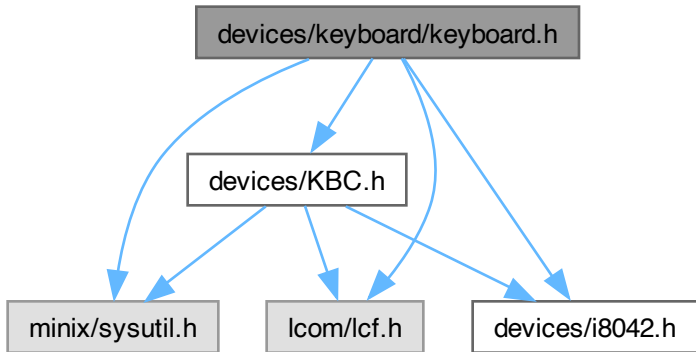 devices/keyboard/keyboard.h
devices/KBC.h
minix/sysutil.h
lcom/lcf.h
devices/i8042.h